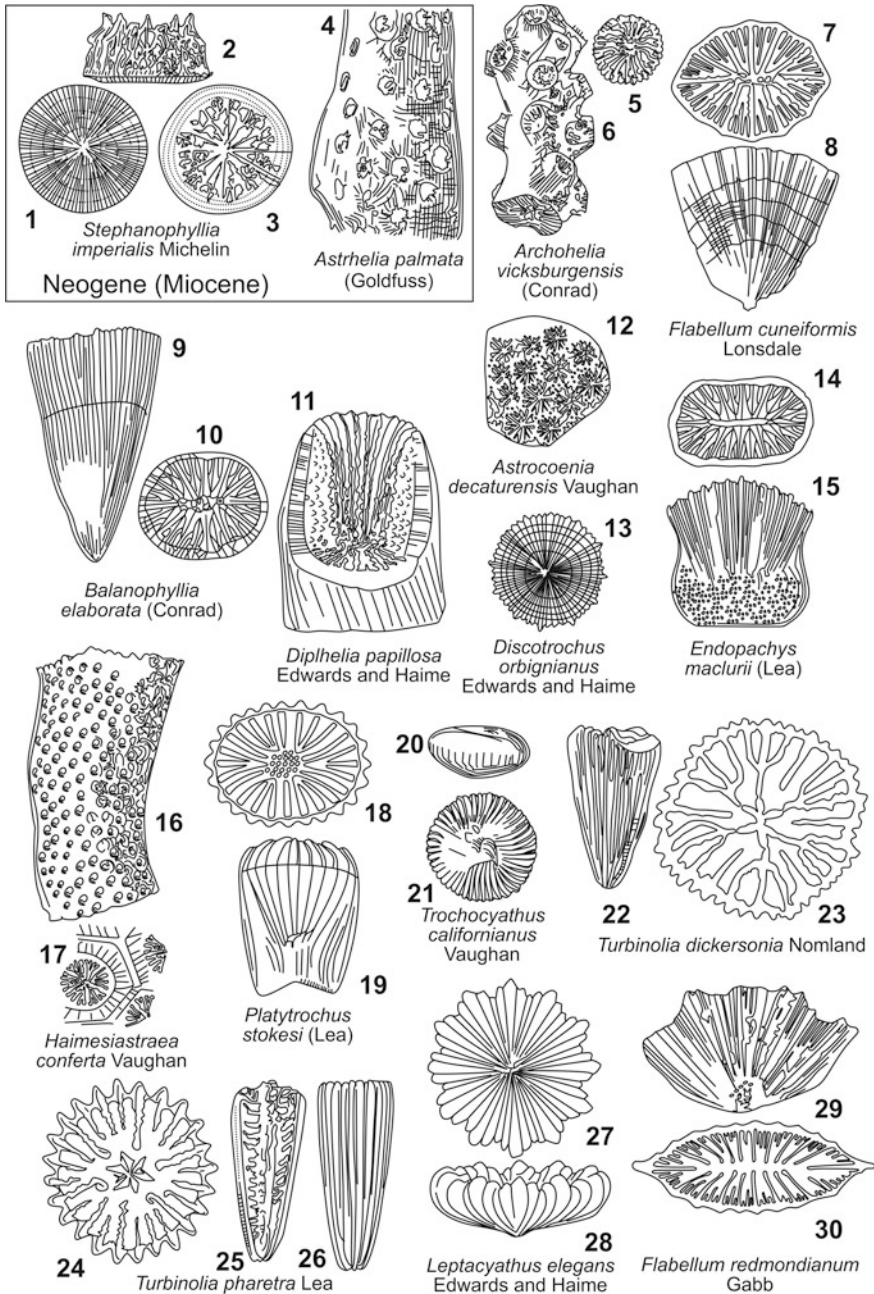 1
2
3
Stephanophyllia
imperialis Michelin
Neogene (Miocene)
4
Astrhelia palmata
(Goldfuss)
5
6
Archohelia
vicksburgensis
(Conrad)
7
8
Flabellum cuneiformis
Lonsdale
9
10
Balanophyllia
elaborata (Conrad)
11
Diplhelia papillosa
Edwards and Haime
12
Astrocoenia
decaturensis Vaughan
13
Discotrochus
orbignianus
Edwards and Haime
14
15
Endopachys
maclurii (Lea)
16
17
Haimesiastraea
conferta Vaughan
18
19
Platytrochus
stokesi (Lea)
20
21
Trochocyathus
californianus
Vaughan
22
23
Turbinolia dickersonia Nomland
24
25
26
Turbinolia pharetra Lea
27
28
Leptacyathus elegans
Edwards and Haime
29
30
Flabellum redmondianum
Gabb